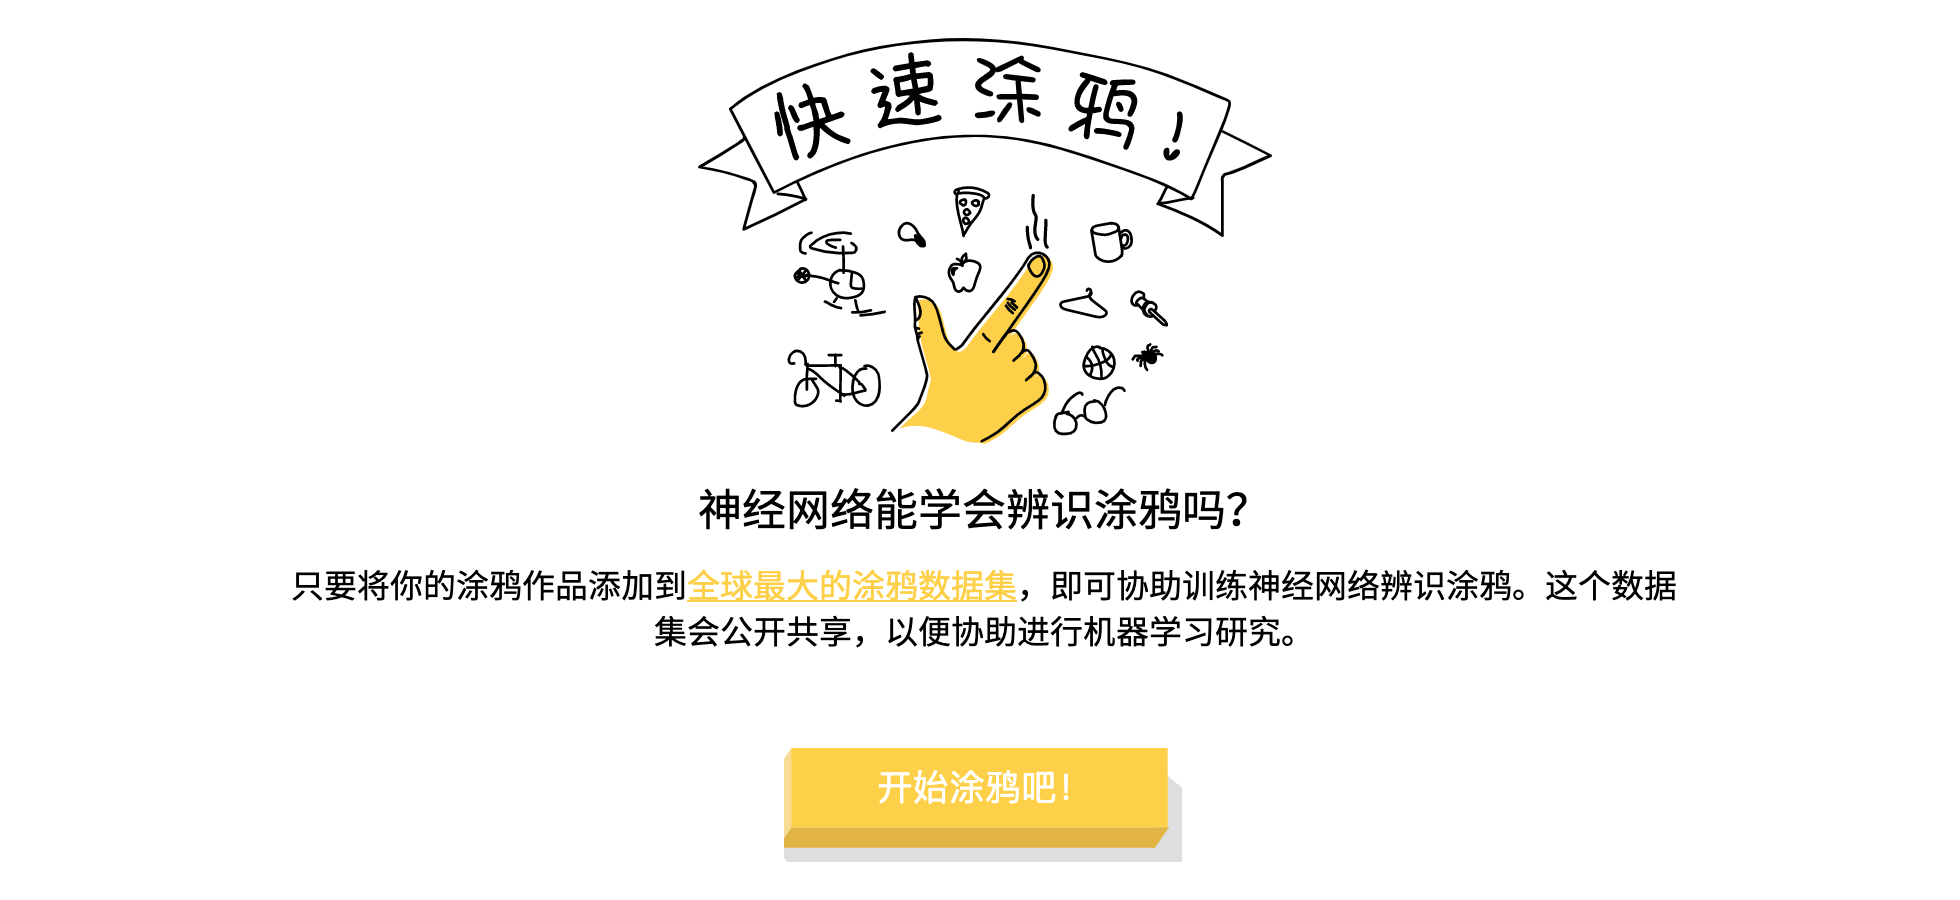 快速涂鸦!
神经网络能学会辨识涂鸦吗?
只要将你的涂鸦作品添加到全球最大的涂鸦数据集，即可协助训练神经网络辨识涂鸦。这个数据
集会公开共享，以便协助进行机器学习研究。
开始涂鸦吧!